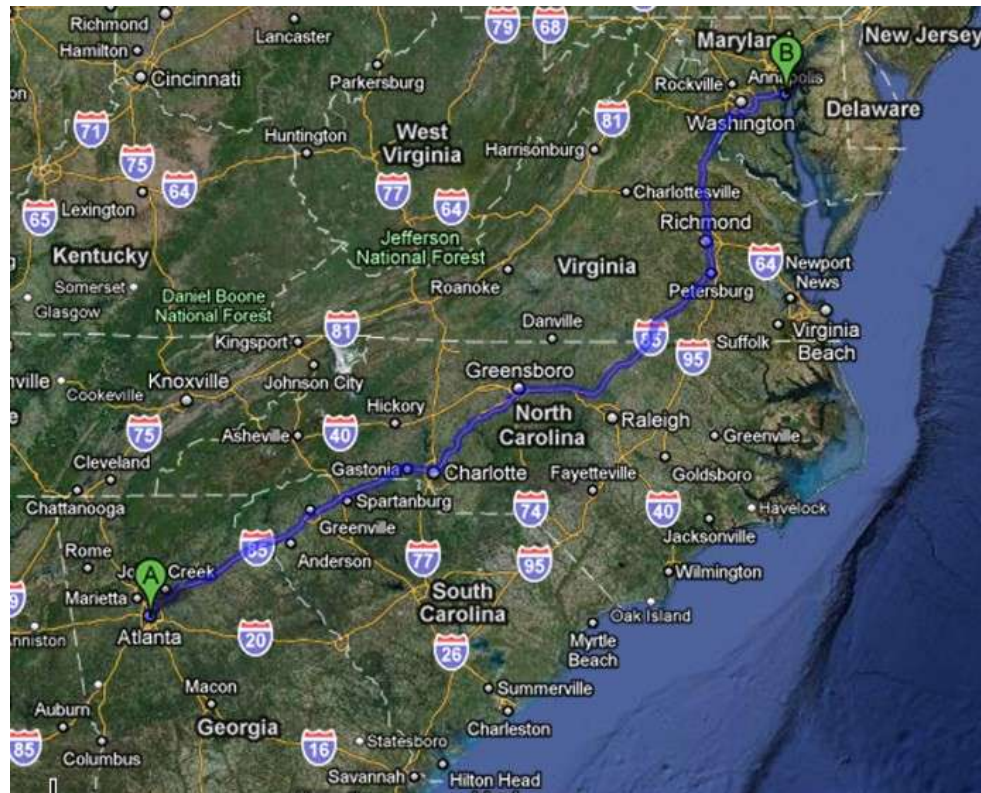 Richmond
Lancaster
79
68
Maryland
New Jersey
Hamilton
Cincinnati
Parkersburg
B
Rockville
Annapolis
Delaware
Washington
71
West
Virginia
81
Huntington
Harrisonburg
75
64
77
Charlottesville
Lexington
65
64
Richmond
Jefferson
National Forest
Kentucky
Virginia
64
Newport
News
Somerset
Glasgow
Daniel Boone
National Forest
Roanoke
Petersburg
81
Danville
85
Suffolk
Virginia
Beach
Kingsport
95
nville
Knoxville
Johnson City
Greensboro
Cookeville
Hickory
North
Carolina
Raleigh
75
Asheville
40
Greenville
Cleveland
Gastonia
Charlotte
Fayetteville
Goldsboro
Chattanooga
Spartanburg
74
40
Havelock
Greenville
Jacksonville
Rome
85
Anderson
77
95
A
Creek
Wilmington
Marietta
South
Carolina
Oak Island
nniston
Atlanta
20
Myrtle
Beach
26
Macon
Summerville
Auburn
Georgia
Charleston
85
Columbus
16
Statesboro
Savannah
Hilton Head